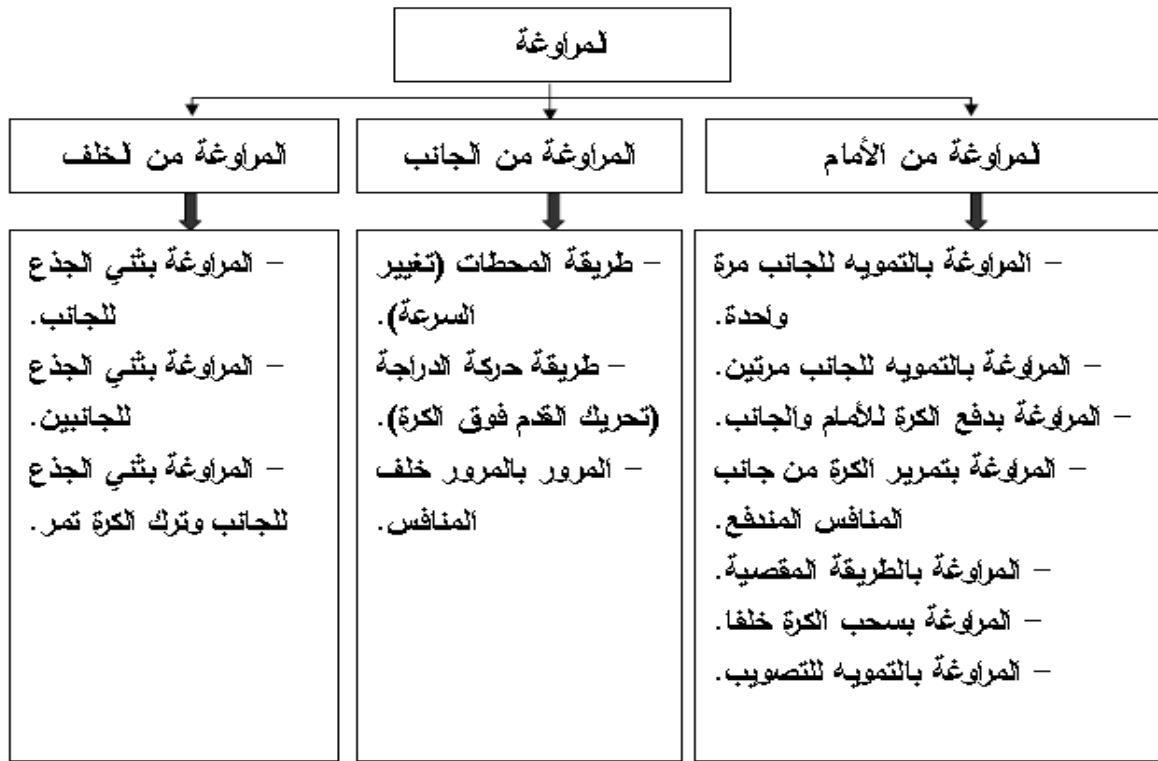 المراوغة
المراوغة من الأمام
المراوغة من الجانب
المراوغة من الخلف
– المراوغة بالتمويه للجانب مرة
واحدة.
– المراوغة بالتمويه للجانب مرتين.
– المراوغة بدفع الكرة للأمام والجانب.
– المراوغة بتمرير الكرة من جانب
المنافس المندفع.
– المراوغة بالطريقة المقصية.
– المراوغة بسحب الكرة خلفا.
– المراوغة بالتمويه للتصويب.
– طريقة المحطات (تغيير
السرعة).
– طريقة حركة الدراجة
(تحريك القدم فوق الكرة).
– المرور بالمرور خلف
المنافس.
– المراوغة بثني الجذع
للجانب.
– المراوغة بثني الجذع
للجانبين.
– المراوغة بثني الجذع
للجانب وترك الكرة تمر.